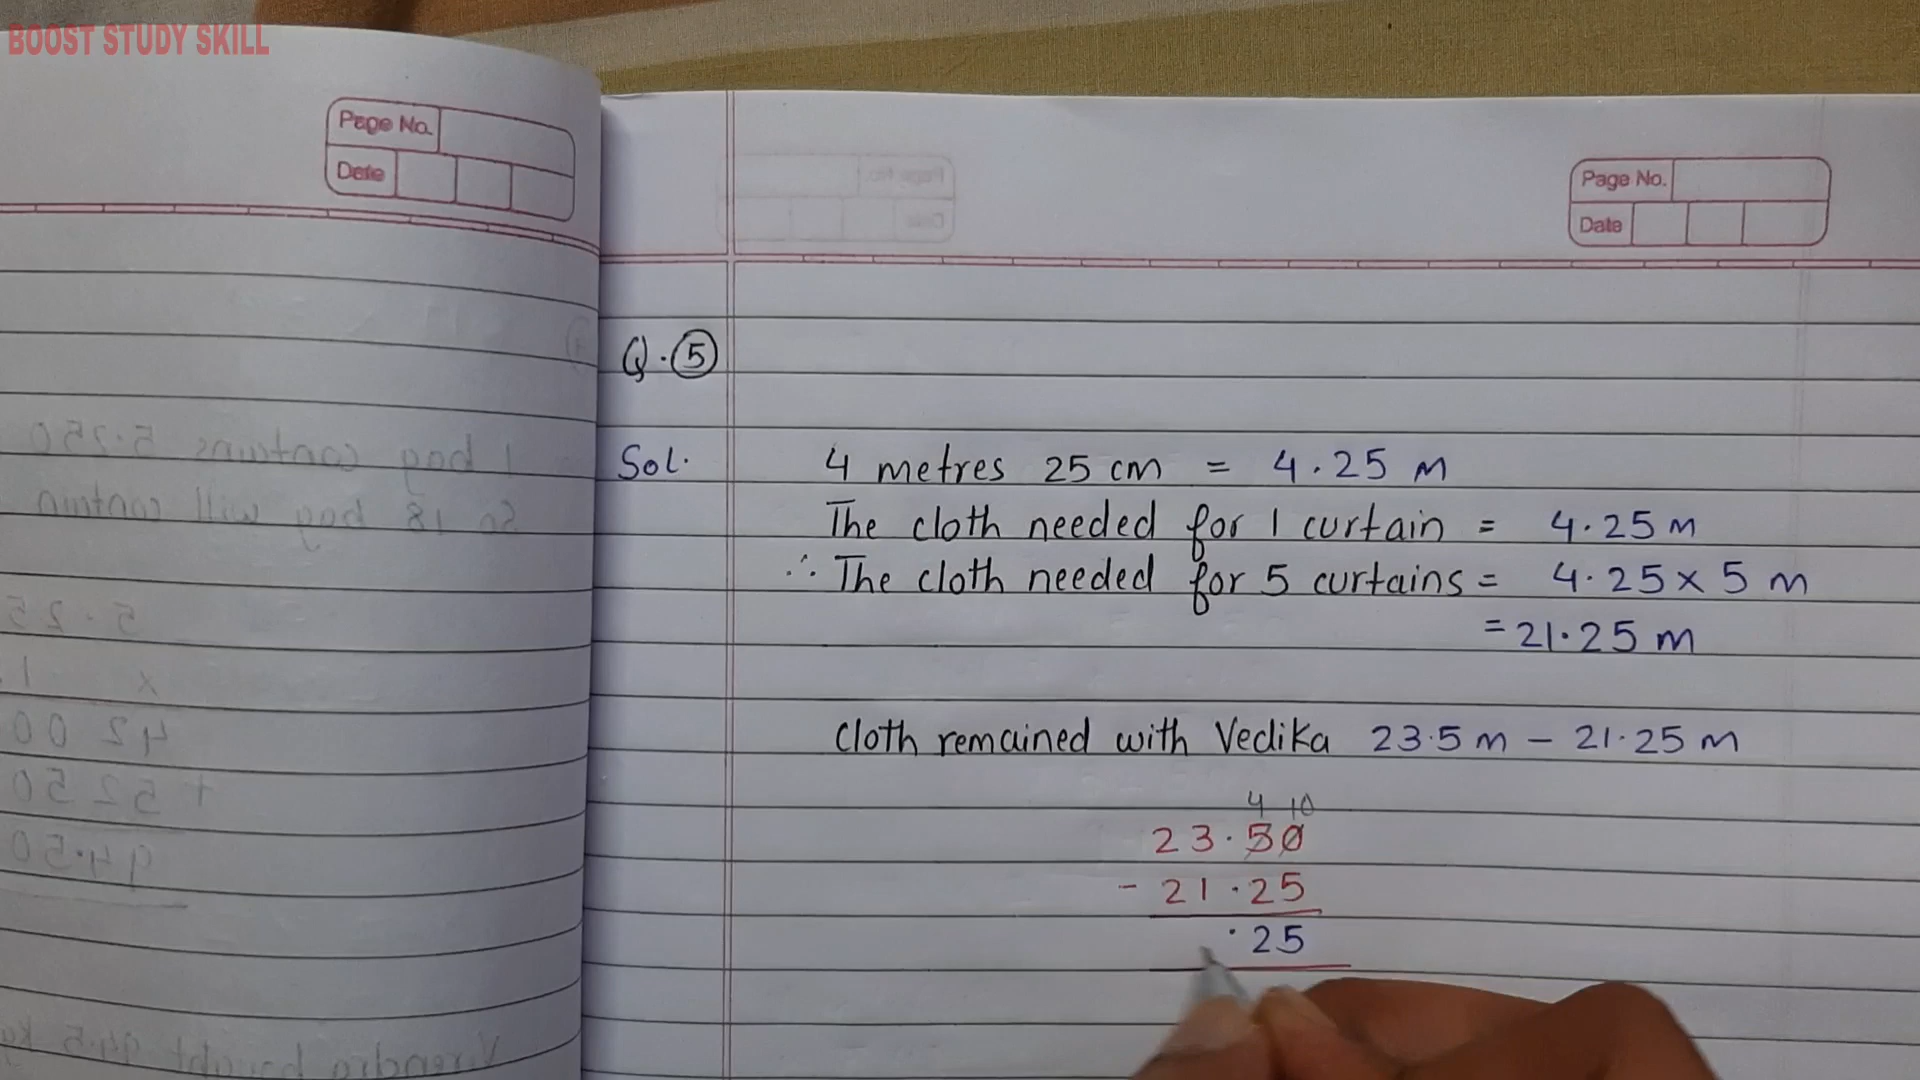 BOOST STUDY SKILL
Page No.
Date
Page No.
Date
Q.⑤
Sol. 4 metres 25 cm = 4.25 m
The cloth needed for 1 curtain = 4.25 m
∴ The cloth needed for 5 curtains = 4.25 x 5 m
= 21.25 m
Cloth remained with Vedika 23.5 m - 21.25 m
4 10
23.50
- 21.25
.25